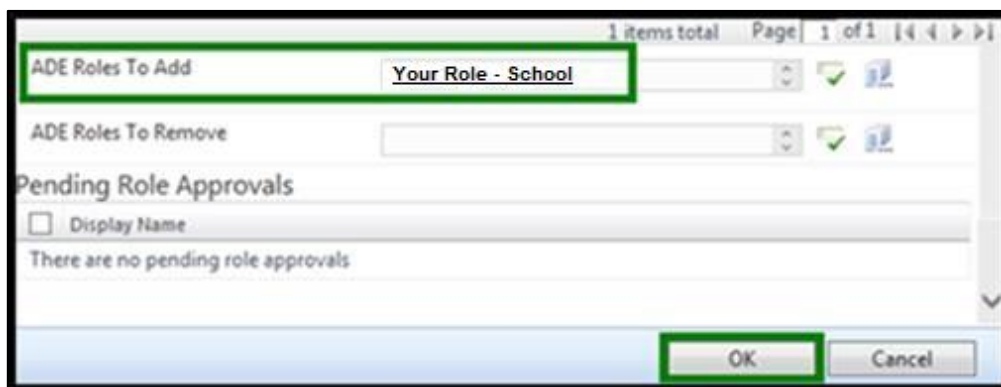 1 items total Page 1 of 1
ADE Roles To Add Your Role - School
ADE Roles To Remove
Pending Role Approvals
Display Name
There are no pending role approvals
OK Cancel